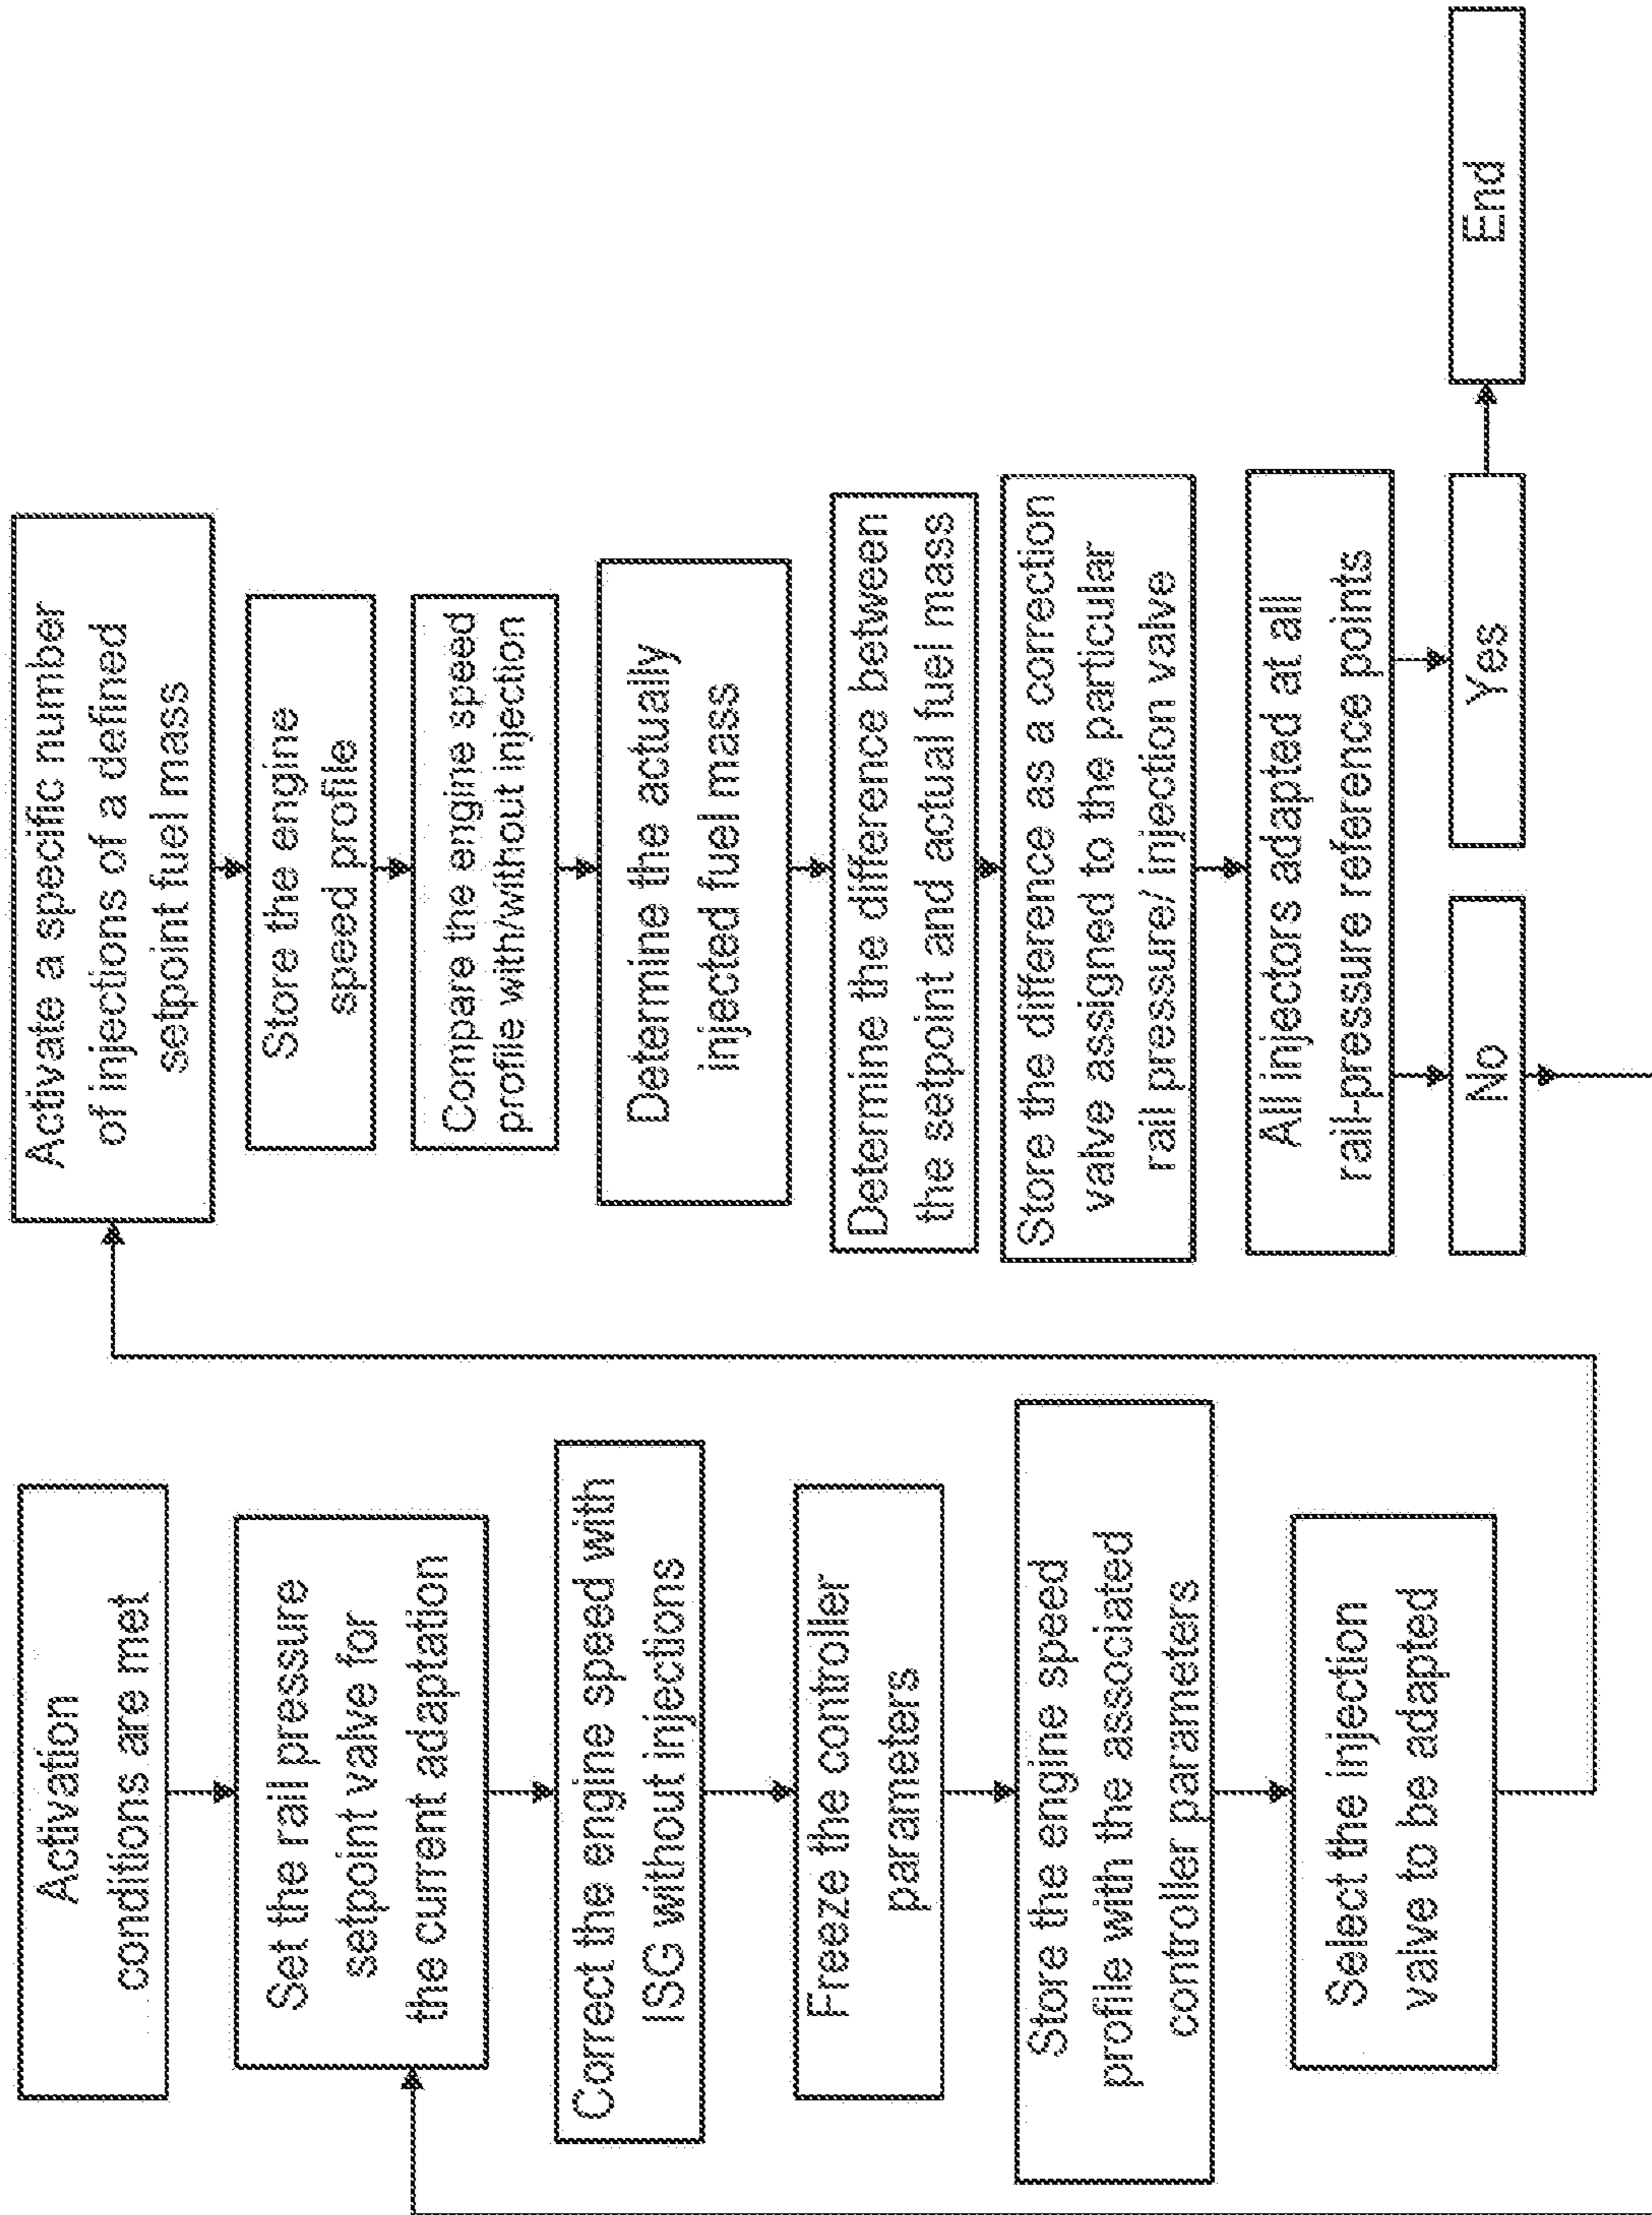 Activation
conditions are met
Set the rail pressure
setpoint valve for
the current adaptation
Correct the engine speed with
ISG without injections
Freeze the controller
parameters
Store the engine speed
profile with the associated
controller parameters
Select the injection
valve to be adapted
Activate a specific number
of injections of a defined
setpoint fuel mass
Store the engine
speed profile
Compare the engine speed
profile with/without injection
Determine the actually
injected fuel mass
Determine the difference between
the setpoint and actual fuel mass
Store the difference as a correction
valve assigned to the particular
rail pressure/ injection valve
All injectors adapted at all
rail-pressure reference points
No
Yes
End